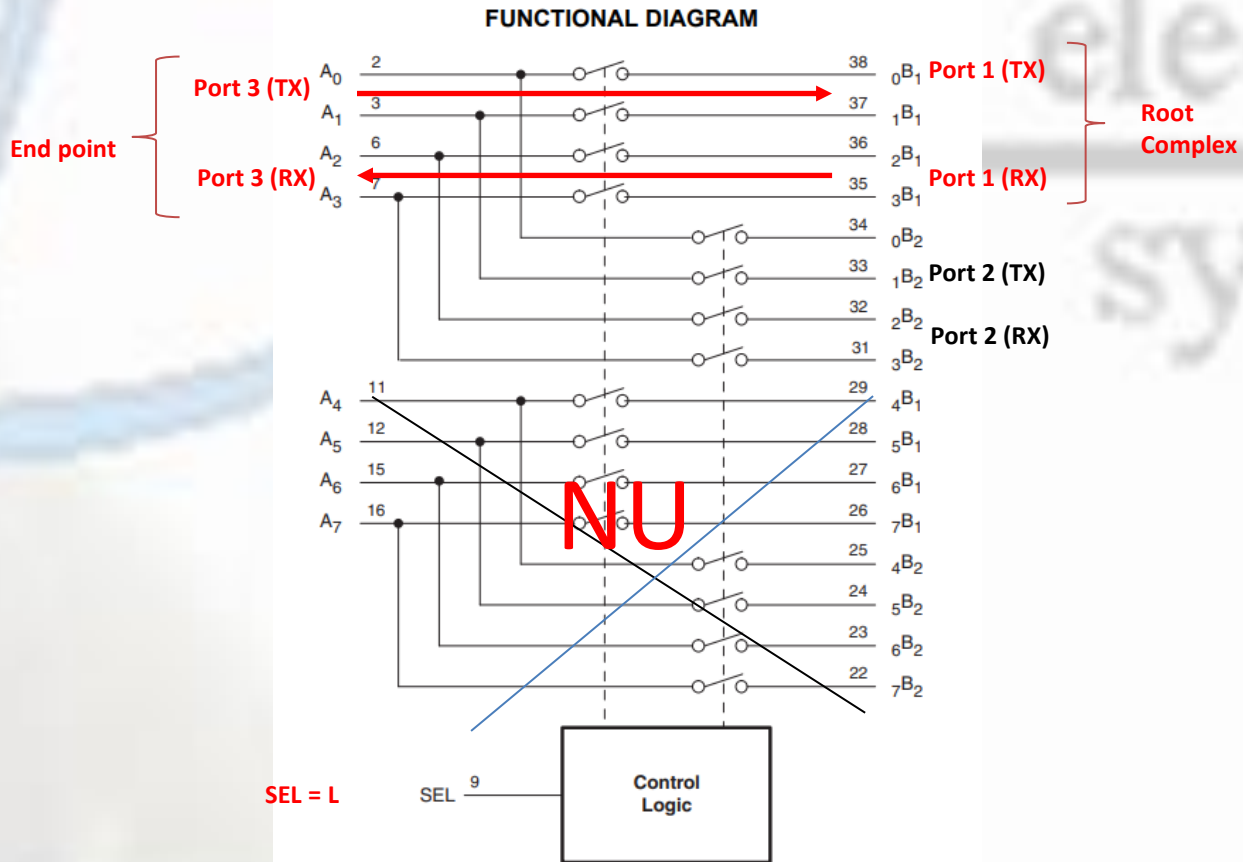 FUNCTIONAL DIAGRAM
A0 2 38 0B1 Port 1 (TX)
Port 3 (TX)
A1 3 37 1B1
Root
Complex
End point
A2 6 36 2B1
Port 3 (RX) Port 1 (RX)
A3 7 35 3B1
34 0B2
33 1B2 Port 2 (TX)
32 2B2
Port 2 (RX)
31 3B2
A4 11 29 4B1
A5 12 28 5B1
A6 15 27 6B1
NU
A7 16 26 7B1
25 4B2
24 5B2
23 6B2
22 7B2
SEL = L SEL 9 Control
Logic
ele
sy